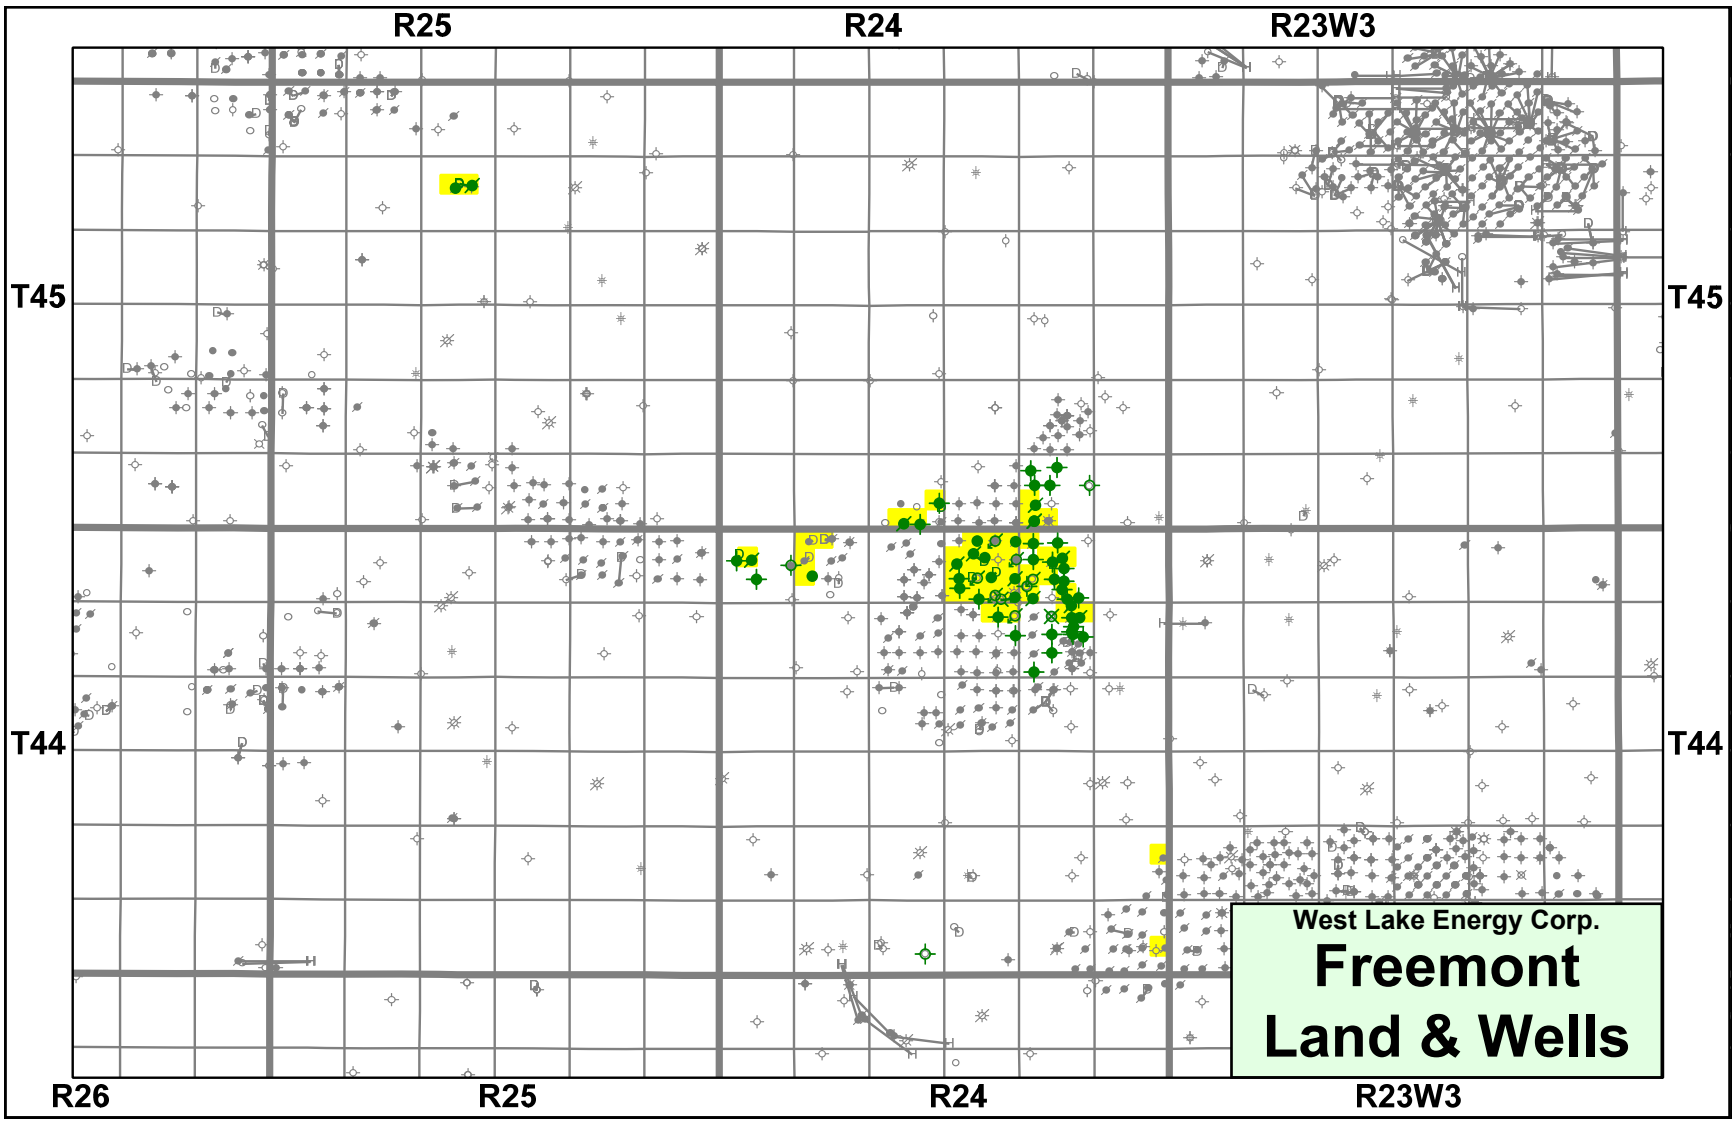 R25 R24 R23W3
T45 T45
T44 T44
West Lake Energy Corp.
Freemont
Land & Wells
R26 R25 R24 R23W3